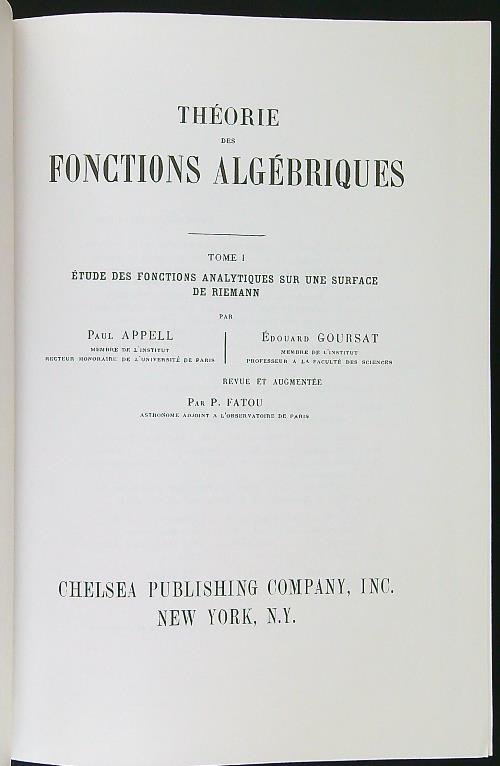 THÉORIE
DES
FONCTIONS ALGÉBRIQUES
TOME I
ÉTUDE DES FONCTIONS ANALYTIQUES SUR UNE SURFACE
DE RIEMANN
PAR
PAUL APPELL
MEMBRE DE L'INSTITUT
RECTEUR HONORAIRE DE L'UNIVERSITÉ DE PARIS
ÉDOUARD GOURSAT
MEMBRE DE L'INSTITUT
PROFESSEUR A LA FACULTÉ DES SCIENCES
REVUE ET AUGMENTÉE
PAR P. FATOU
ASTRONOME ADJOINT A L'OBSERVATOIRE DE PARIS
CHELSEA PUBLISHING COMPANY, INC.
NEW YORK, N.Y.